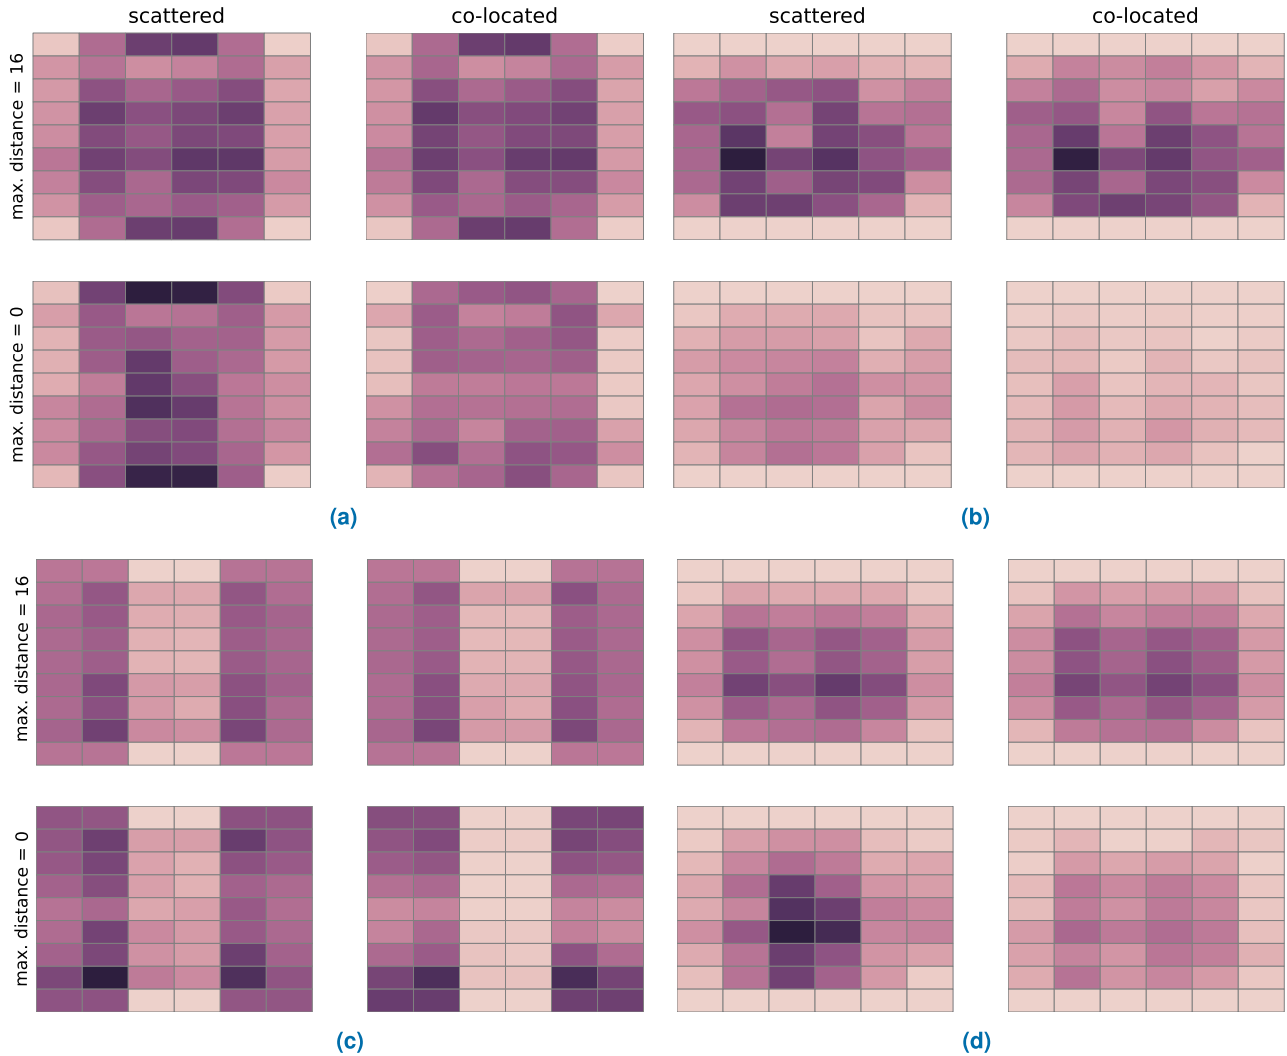 scattered co-located scattered co-located
max. distance = 16
max. distance = 0
(a) (b)
max. distance = 16
max. distance = 0
(c) (d)